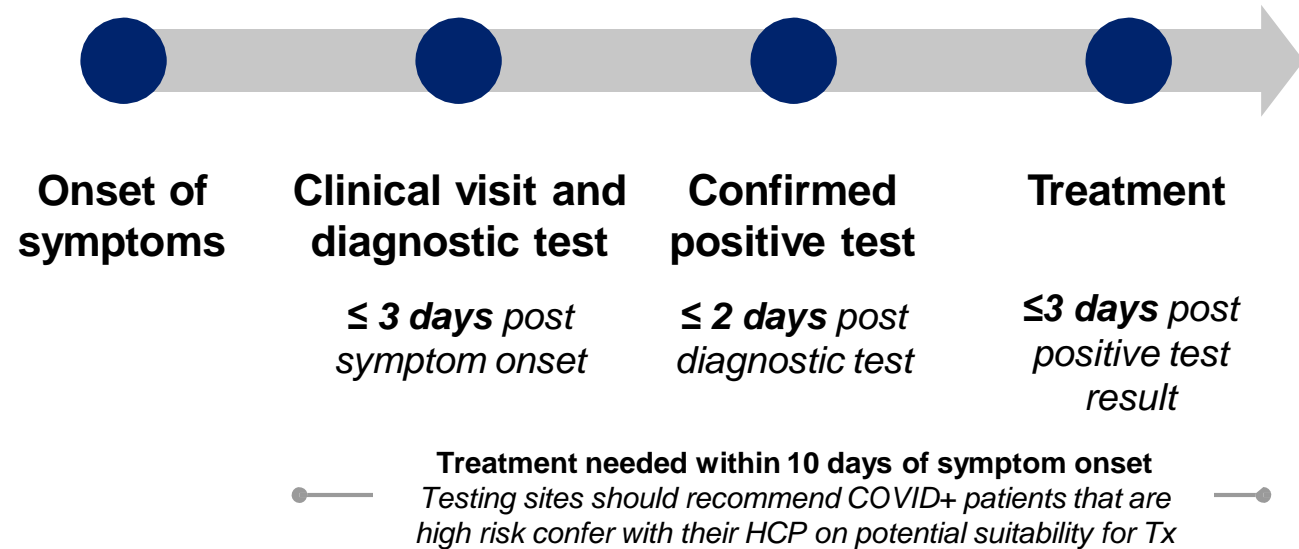 Onset of
symptoms
Clinical visit and
diagnostic test
≤ 3 days post
symptom onset
Confirmed
positive test
≤ 2 days post
diagnostic test
Treatment
≤3 days post
positive test
result
Treatment needed within 10 days of symptom onset
Testing sites should recommend COVID+ patients that are
high risk confer with their HCP on potential suitability for Tx